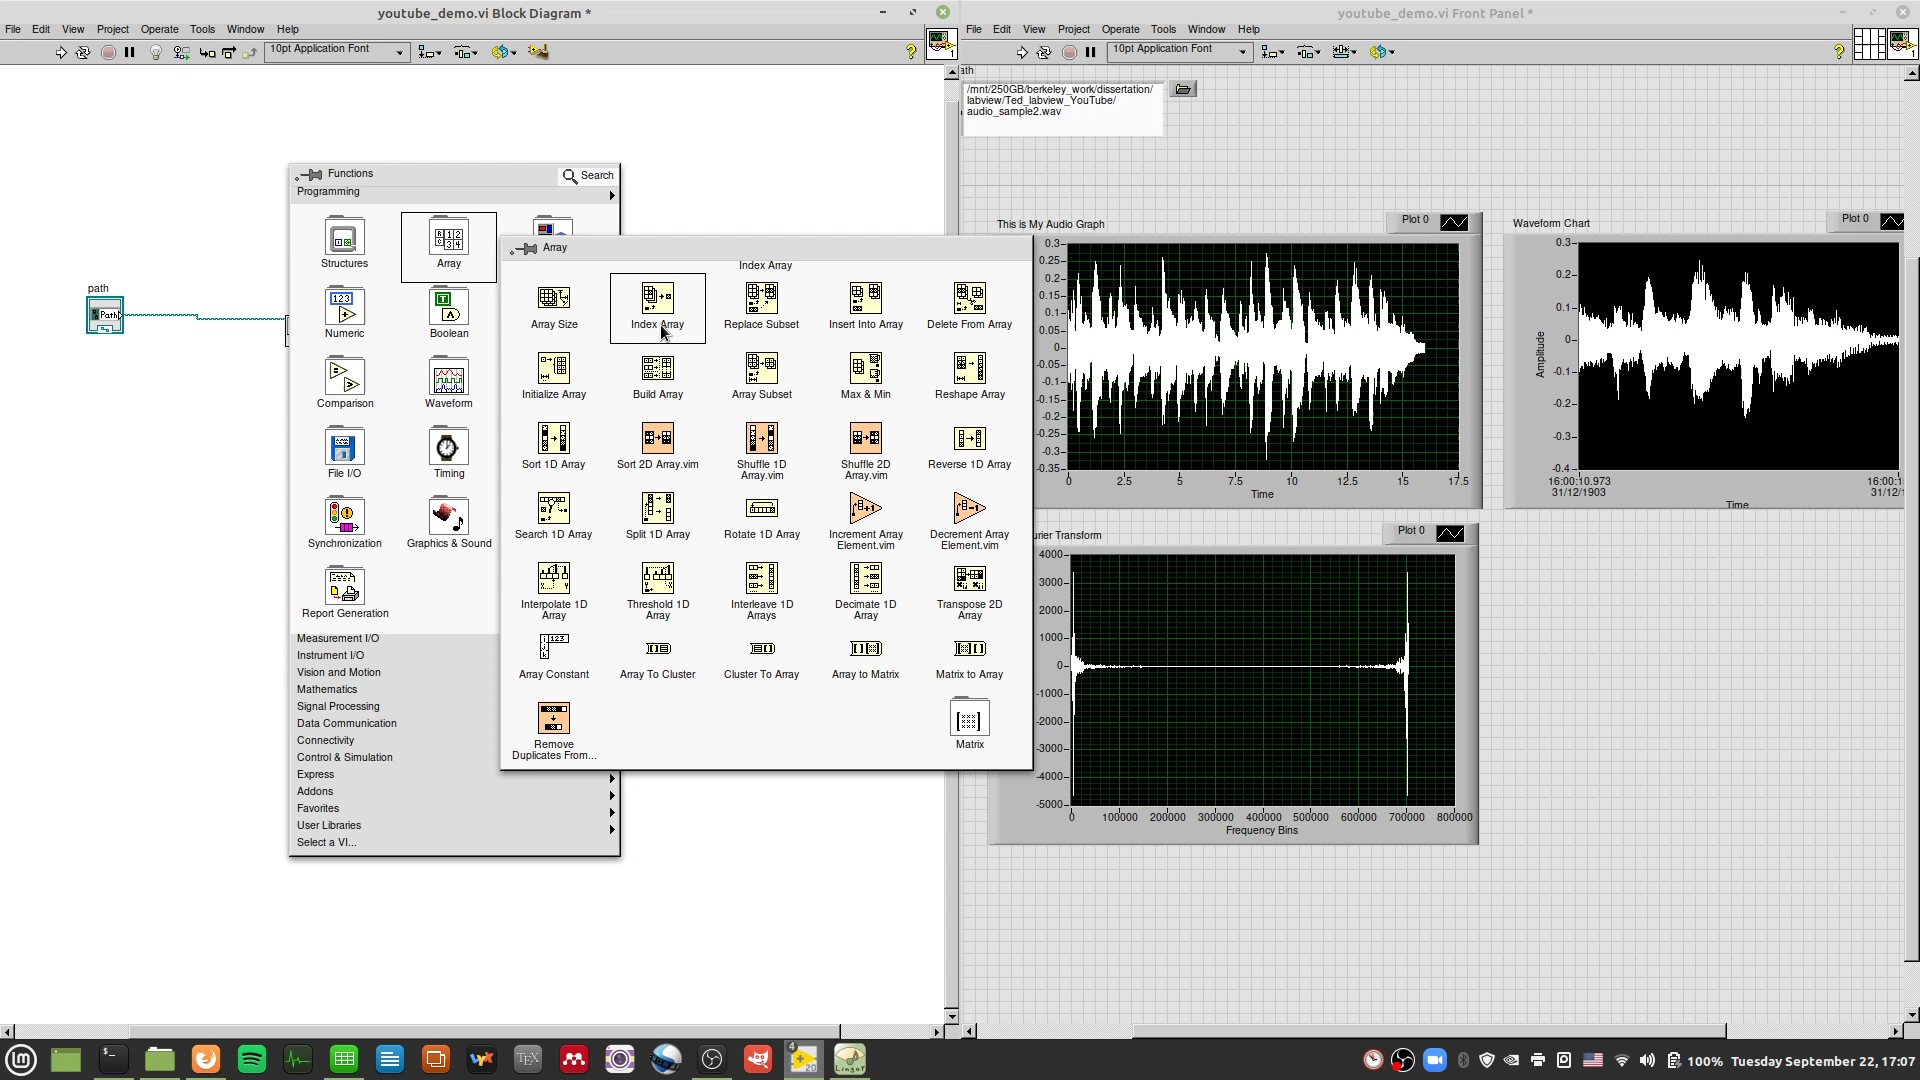 youtube_demo.vi Block Diagram *
File Edit View Project Operate Tools Window Help
10pt Application Font
path
Functions
Search
Programming
Structures
Array
Numeric
Boolean
Comparison
Waveform
File I/O
Timing
Synchronization
Graphics & Sound
Report Generation
Measurement I/O
Instrument I/O
Vision and Motion
Mathematics
Signal Processing
Data Communication
Connectivity
Control & Simulation
Express
Addons
Favorites
User Libraries
Select a VI...
Array
Index Array
Array Size
Index Array
Replace Subset
Insert Into Array
Delete From Array
Initialize Array
Build Array
Array Subset
Max & Min
Reshape Array
Sort 1D Array
Sort 2D Array.vim
Shuffle 1D
Array.vim
Shuffle 2D
Array.vim
Reverse 1D Array
Search 1D Array
Split 1D Array
Rotate 1D Array
Increment Array
Element.vim
Decrement Array
Element.vim
Interpolate 1D
Array
Threshold 1D
Array
Interleave 1D
Arrays
Decimate 1D
Array
Transpose 2D
Array
Array Constant
Array To Cluster
Cluster To Array
Array to Matrix
Matrix to Array
Remove
Duplicates From...
Matrix
youtube_demo.vi Front Panel *
File Edit View Project Operate Tools Window Help
10pt Application Font
ath
/mnt/250GB/berkeley_work/dissertation/
labview/Ted_labview_YouTube/
audio_sample2.wav
This is My Audio Graph
Plot 0
0.3
0.25
0.2
0.15
0.1
0.05
0
-0.05
-0.1
-0.15
-0.2
-0.25
-0.3
-0.35
0 2.5 5 7.5 10 12.5 15 17.5
Time
Waveform Chart
Plot 0
Amplitude
0.3
0.2
0.1
0
-0.1
-0.2
-0.3
-0.4
16:00:10.973
31/12/1903
16:00:1
31/12/1
Time
urier Transform
Plot 0
4000
3000
2000
1000
0
-1000
-2000
-3000
-4000
-5000
0 100000 200000 300000 400000 500000 600000 700000 800000
Frequency Bins
100% Tuesday September 22, 17:07